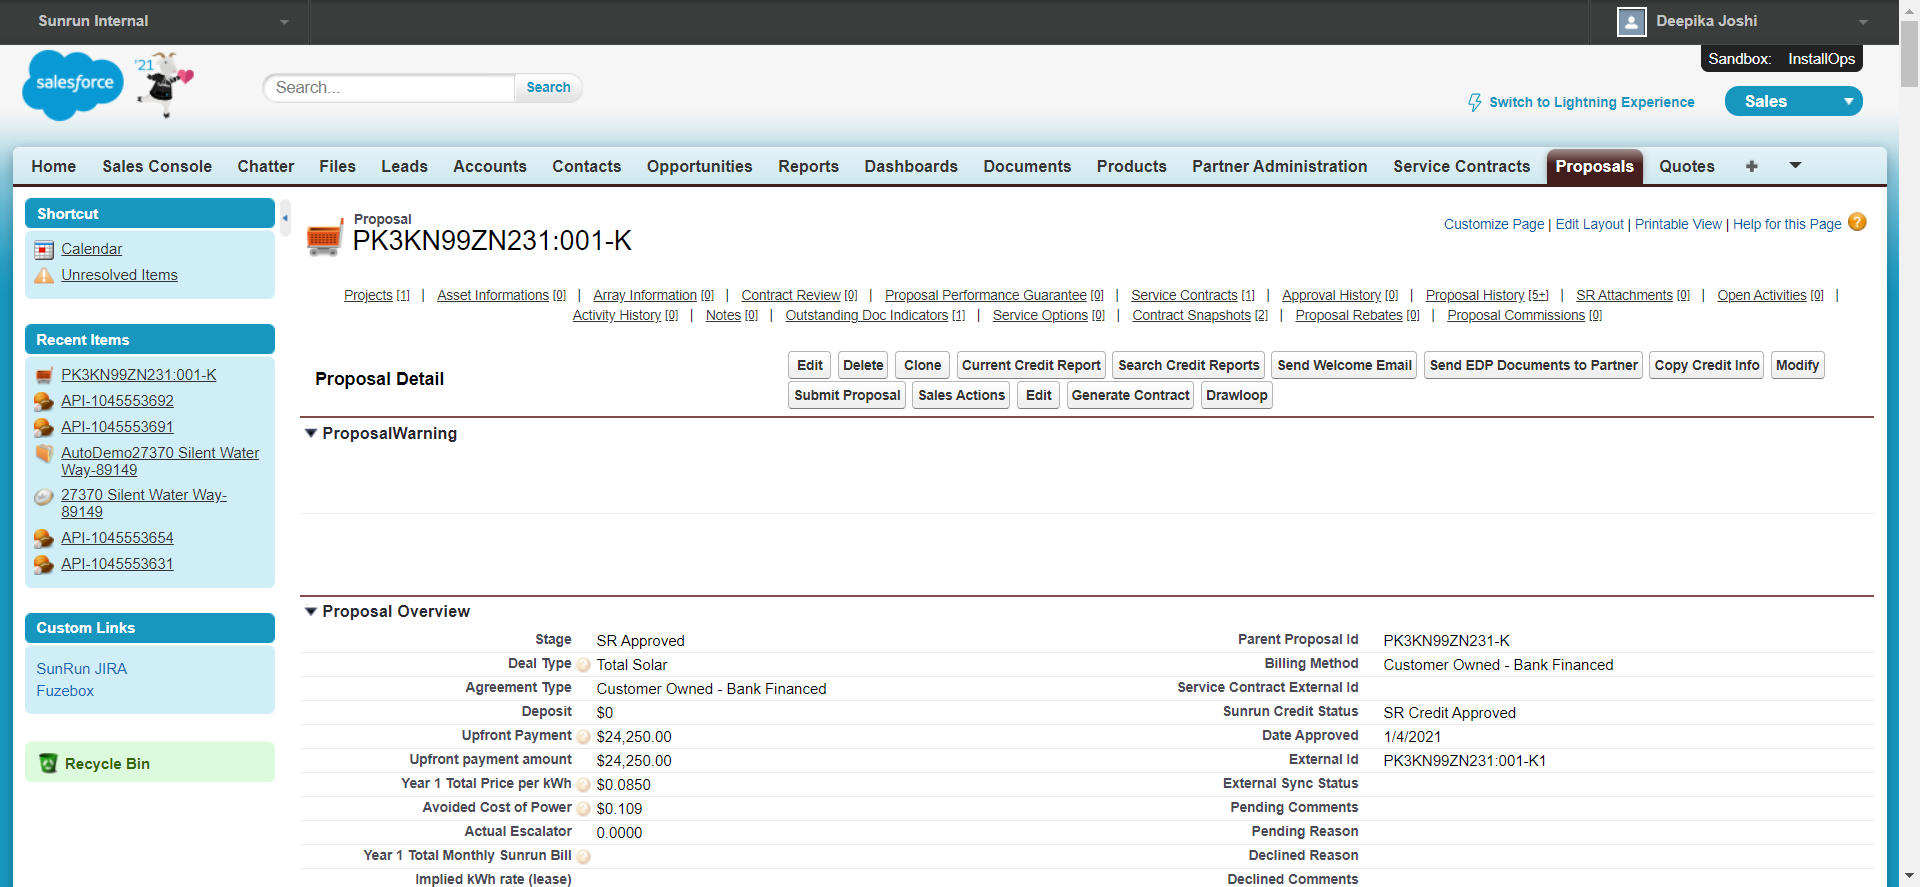 Sunrun Internal
Deepika Joshi
Sandbox: InstallOps
salesforce
'21
Search...
Search
Switch to Lightning Experience
Sales
Home Sales Console Chatter Files Leads Accounts Contacts Opportunities Reports Dashboards Documents Products Partner Administration Service Contracts Proposals Quotes +
Shortcut
Calendar
Unresolved Items
Recent Items
PK3KN99ZN231:001-K
API-1045553692
API-1045553691
AutoDemo27370 Silent Water
Way-89149
27370 Silent Water Way-
89149
API-1045553654
API-1045553631
Custom Links
SunRun JIRA
Fuzebox
Recycle Bin
Proposal
PK3KN99ZN231:001-K
Customize Page | Edit Layout | Printable View | Help for this Page ?
Projects [1] | Asset Informations [0] | Array Information [0] | Contract Review [0] | Proposal Performance Guarantee [0] | Service Contracts [1] | Approval History [0] | Proposal History [5+] | SR Attachments [0] | Open Activities [0] |
Activity History [0] | Notes [0] | Outstanding Doc Indicators [1] | Service Options [0] | Contract Snapshots [2] | Proposal Rebates [0] | Proposal Commissions [0]
Proposal Detail
Edit Delete Clone Current Credit Report Search Credit Reports Send Welcome Email Send EDP Documents to Partner Copy Credit Info Modify
Submit Proposal Sales Actions Edit Generate Contract Drawloop
ProposalWarning
Proposal Overview
Stage SR Approved Parent Proposal Id PK3KN99ZN231-K
Deal Type ? Total Solar Billing Method Customer Owned - Bank Financed
Agreement Type Customer Owned - Bank Financed Service Contract External Id
Deposit $0 Sunrun Credit Status SR Credit Approved
Upfront Payment ? $24,250.00 Date Approved 1/4/2021
Upfront payment amount $24,250.00 External Id PK3KN99ZN231:001-K1
Year 1 Total Price per kWh ? $0.0850 External Sync Status
Avoided Cost of Power ? $0.109 Pending Comments
Actual Escalator 0.0000 Pending Reason
Year 1 Total Monthly Sunrun Bill ? Declined Reason
Implied kWh rate (lease) Declined Comments